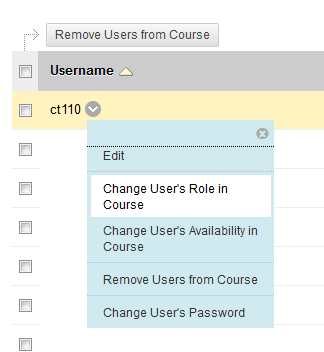 Remove Users from Course
Username
ct110
Edit
Change User's Role in
Course
Change User's Availability in
Course
Remove Users from Course
Change User's Password